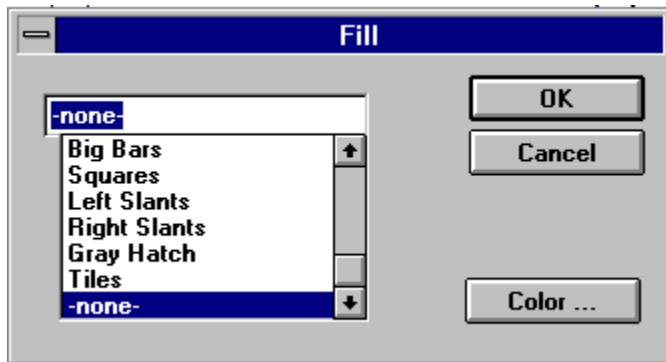 Fill
-none-
Big Bars
Squares
Left Slants
Right Slants
Gray Hatch
Tiles
-none-
OK
Cancel
Color ...